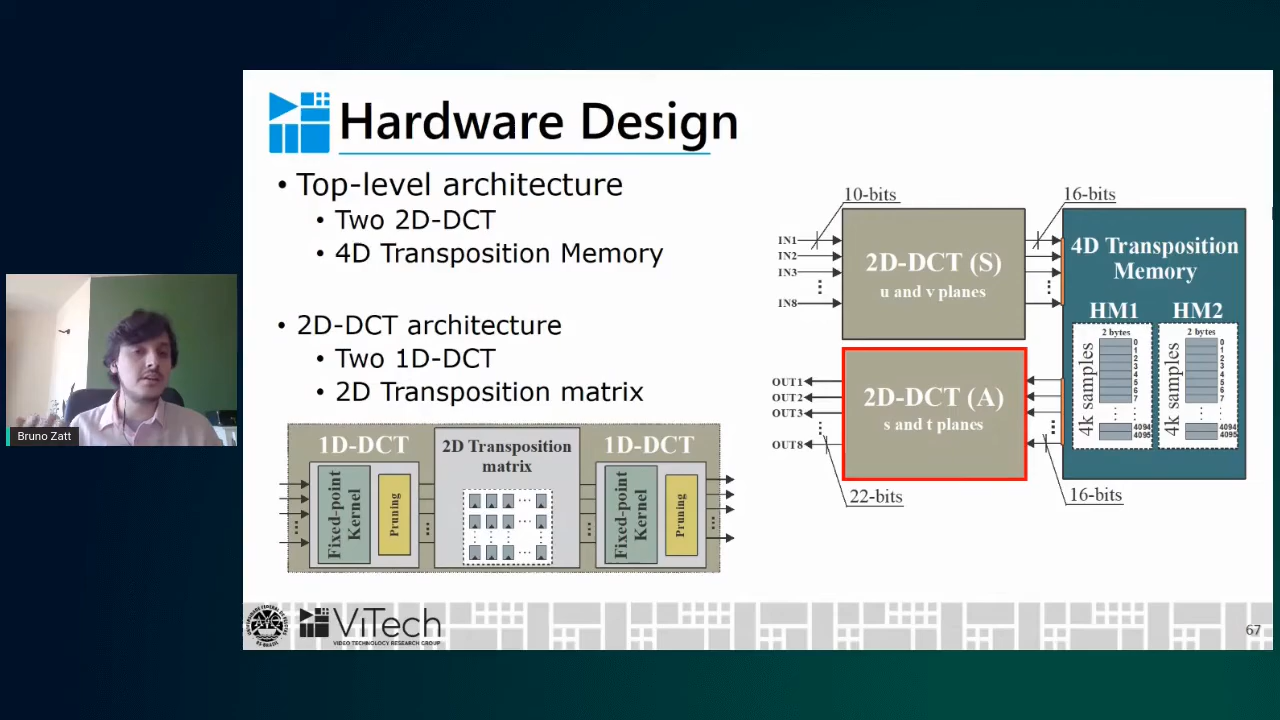 Hardware Design
• Top-level architecture
• Two 2D-DCT
• 4D Transposition Memory
• 2D-DCT architecture
• Two 1D-DCT
• 2D Transposition matrix
1D-DCT
Fixed-point
Kernel
Pruning
2D Transposition
matrix
1D-DCT
Fixed-point
Kernel
Pruning
10-bits
16-bits
IN1
IN2
IN3
IN8
2D-DCT (S)
u and v planes
OUT1
OUT2
OUT3
OUT8
2D-DCT (A)
s and t planes
22-bits
16-bits
4D Transposition
Memory
HM1
2 bytes
4k samples
0
1
2
3
4
5
6
7
4094
4095
HM2
2 bytes
4k samples
0
1
2
3
4
5
6
7
4094
4095
Bruno Zatt
ViTech
VIDEO TECHNOLOGY RESEARCH GROUP
67